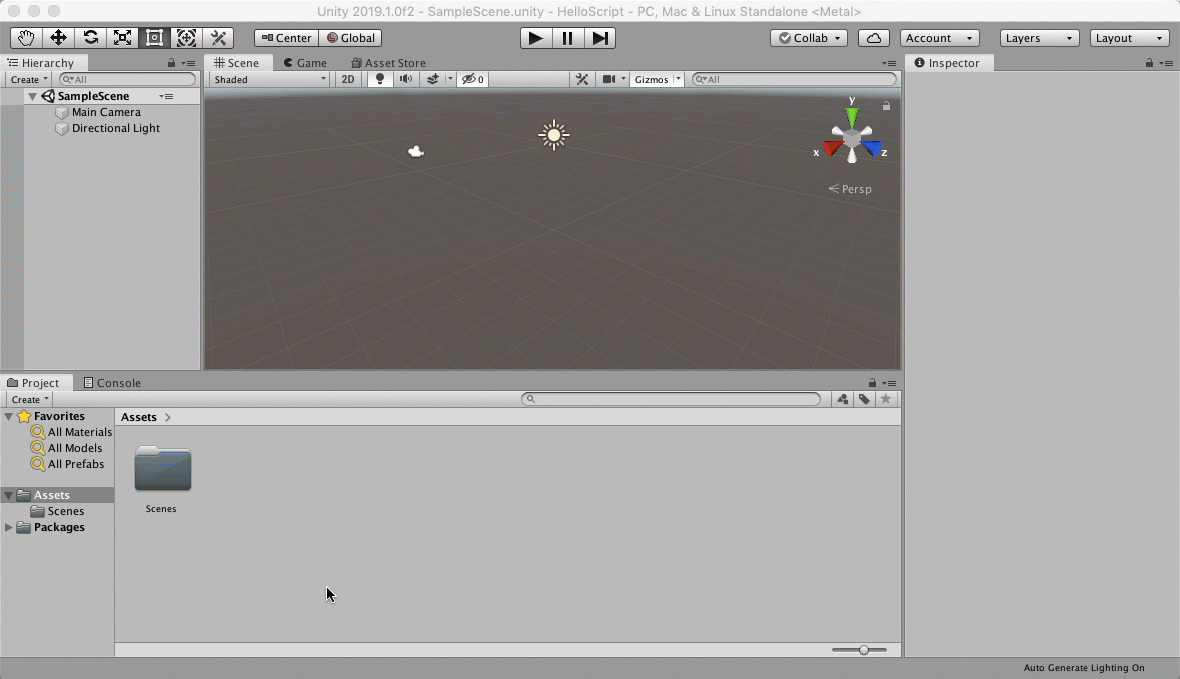 Unity 2019.1.0f2 - SampleScene.unity - HelloScript - PC, Mac & Linux Standalone <Metal>
Center Global Collab Account Layers Layout
Hierarchy
Create All
SampleScene
Main Camera
Directional Light
Scene Game Asset Store
Shaded 2D 0 Gizmos All
y
x z
Persp
Inspector
Project Console
Create
Favorites
All Materials
All Models
All Prefabs
Assets
Scenes
Packages
Assets
Scenes
Auto Generate Lighting On